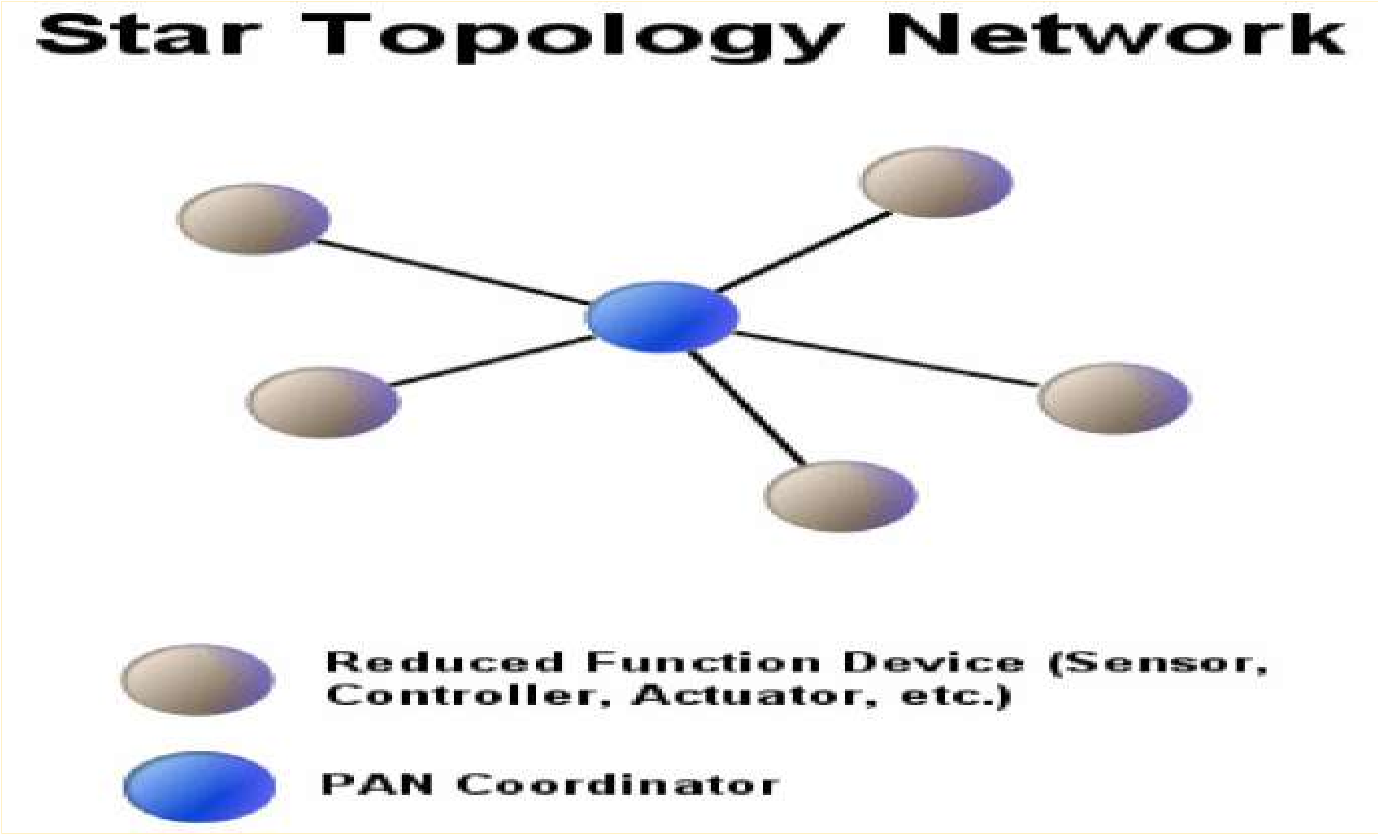 Star Topology Network
Reduced Function Device (Sensor,
Controller, Actuator, etc.)
PAN Coordinator